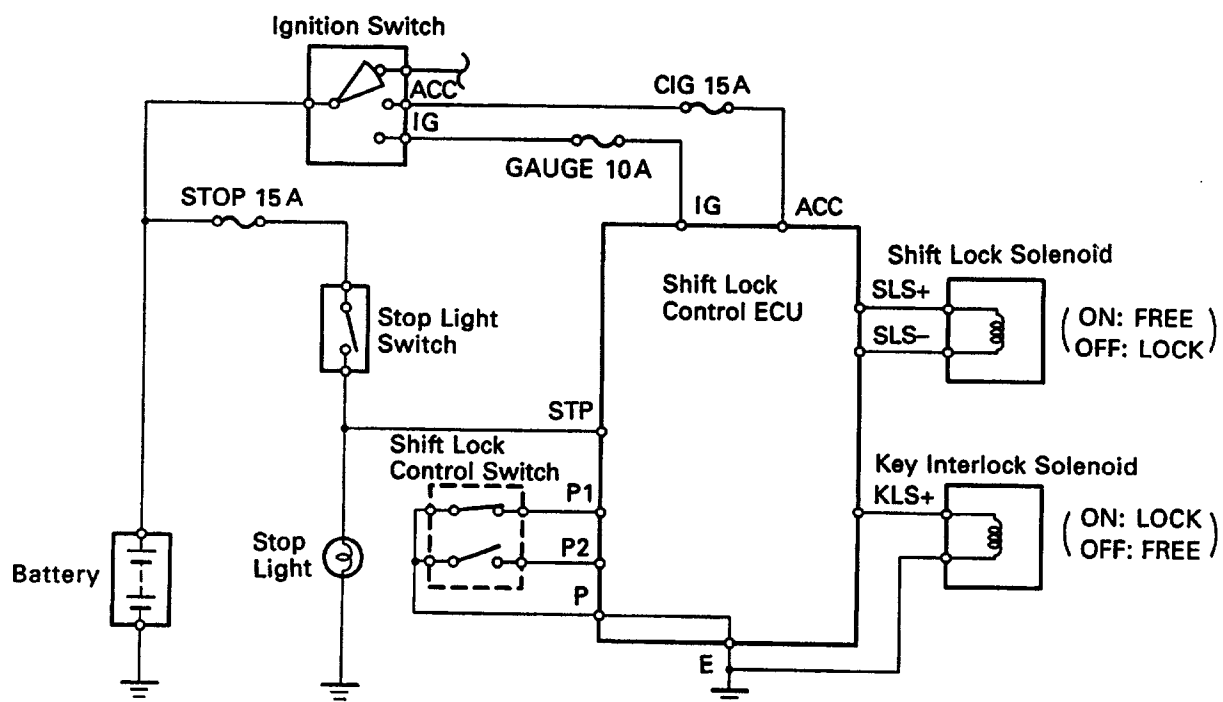 Ignition Switch
ACC
IG
CIG 15A
GAUGE 10A
STOP 15A
IG
ACC
Shift Lock
Control ECU
Shift Lock Solenoid
SLS+
SLS−
(ON: FREE
OFF: LOCK)
Stop Light
Switch
STP
Shift Lock
Control Switch
P1
P2
P
Key Interlock Solenoid
KLS+
(ON: LOCK
OFF: FREE)
Stop
Light
Battery
E